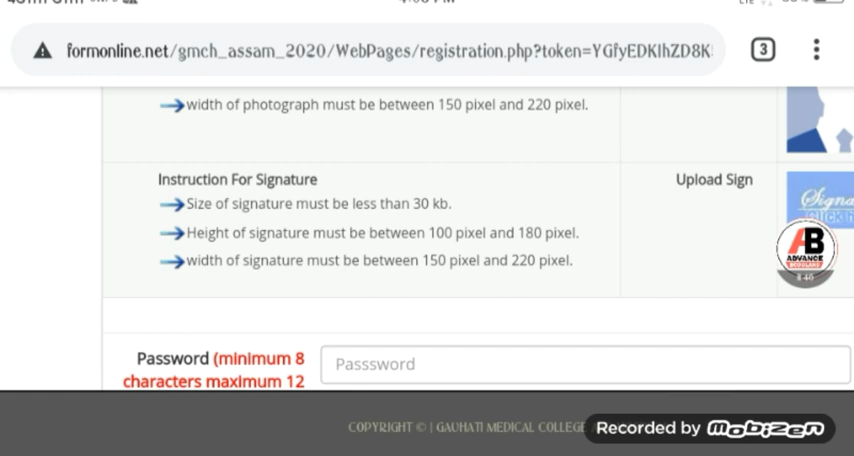 formonline.net/gmch_assam_2020/WebPages/registration.php?token=YGfyEDKIhZD8K
3
width of photograph must be between 150 pixel and 220 pixel.
Instruction For Signature
Upload Sign
Size of signature must be less than 30 kb.
Height of signature must be between 100 pixel and 180 pixel.
width of signature must be between 150 pixel and 220 pixel.
AB
ADVANCE
Password (minimum 8
characters maximum 12
Passsword
COPYRIGHT © | GAUHATI MEDICAL COLLEGE
Recorded by Mobizen